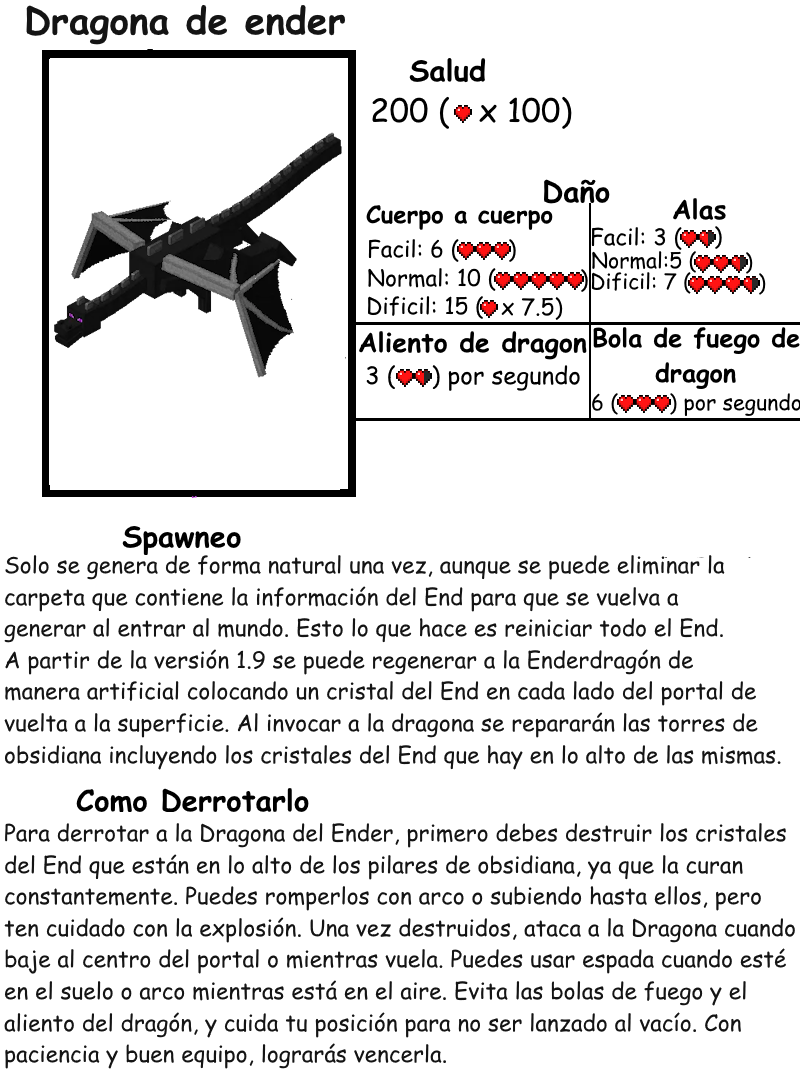 Dragona de ender
Salud
200 (x 100)
Daño
Cuerpo a cuerpo
Facil: 6 ()
Normal: 10 ()
Dificil: 15 (x 7.5)
Alas
Facil: 3 ()
Normal:5 ()
Dificil: 7 ()
Aliento de dragon
3 () por segundo
Bola de fuego de
dragon
6 () por segundo
Spawneo
Solo se genera de forma natural una vez, aunque se puede eliminar la
carpeta que contiene la información del End para que se vuelva a
generar al entrar al mundo. Esto lo que hace es reiniciar todo el End.
A partir de la versión 1.9 se puede regenerar a la Enderdragón de
manera artificial colocando un cristal del End en cada lado del portal de
vuelta a la superficie. Al invocar a la dragona se repararán las torres de
obsidiana incluyendo los cristales del End que hay en lo alto de las mismas.
Como Derrotarlo
Para derrotar a la Dragona del Ender, primero debes destruir los cristales
del End que están en lo alto de los pilares de obsidiana, ya que la curan
constantemente. Puedes romperlos con arco o subiendo hasta ellos, pero
ten cuidado con la explosión. Una vez destruidos, ataca a la Dragona cuando
baje al centro del portal o mientras vuela. Puedes usar espada cuando esté
en el suelo o arco mientras está en el aire. Evita las bolas de fuego y el
aliento del dragón, y cuida tu posición para no ser lanzado al vacío. Con
paciencia y buen equipo, lograrás vencerla.